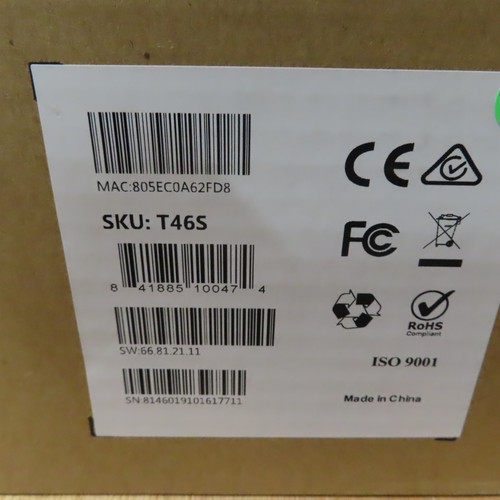 MAC:805EC0A62FD8
SKU: T46S
8 41885 10047 4
SW:66.81.21.11
SN:8146019101617711
CE
FC
RoHS
Compliant
ISO 9001
Made in China